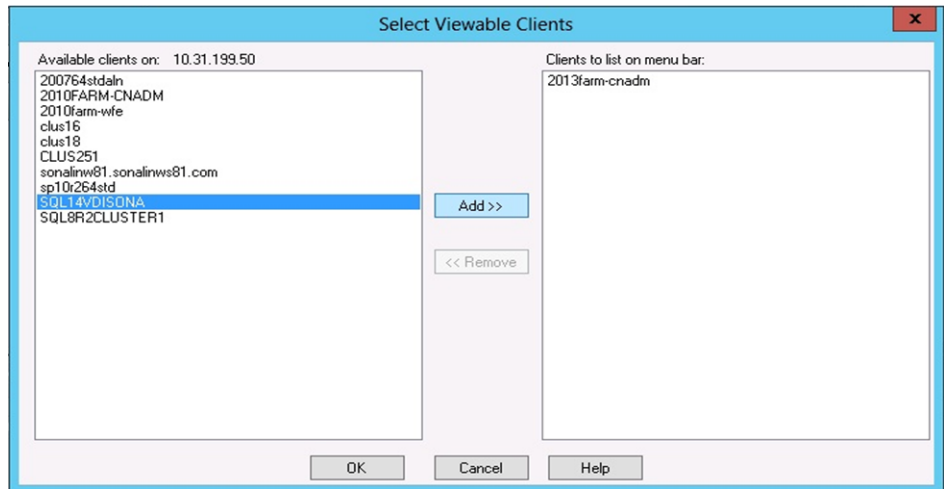 Select Viewable Clients
x
Available clients on: 10.31.199.50
200764stdaln
2010FARM-CNADM
2010farm-wfe
clus16
clus18
CLUS251
sonalinw81.sonalinws81.com
sp10r264std
SQL14VDISONA
SQL8R2CLUSTER1
Add >>
<< Remove
Clients to list on menu bar:
2013farm-cnadm
OK
Cancel
Help